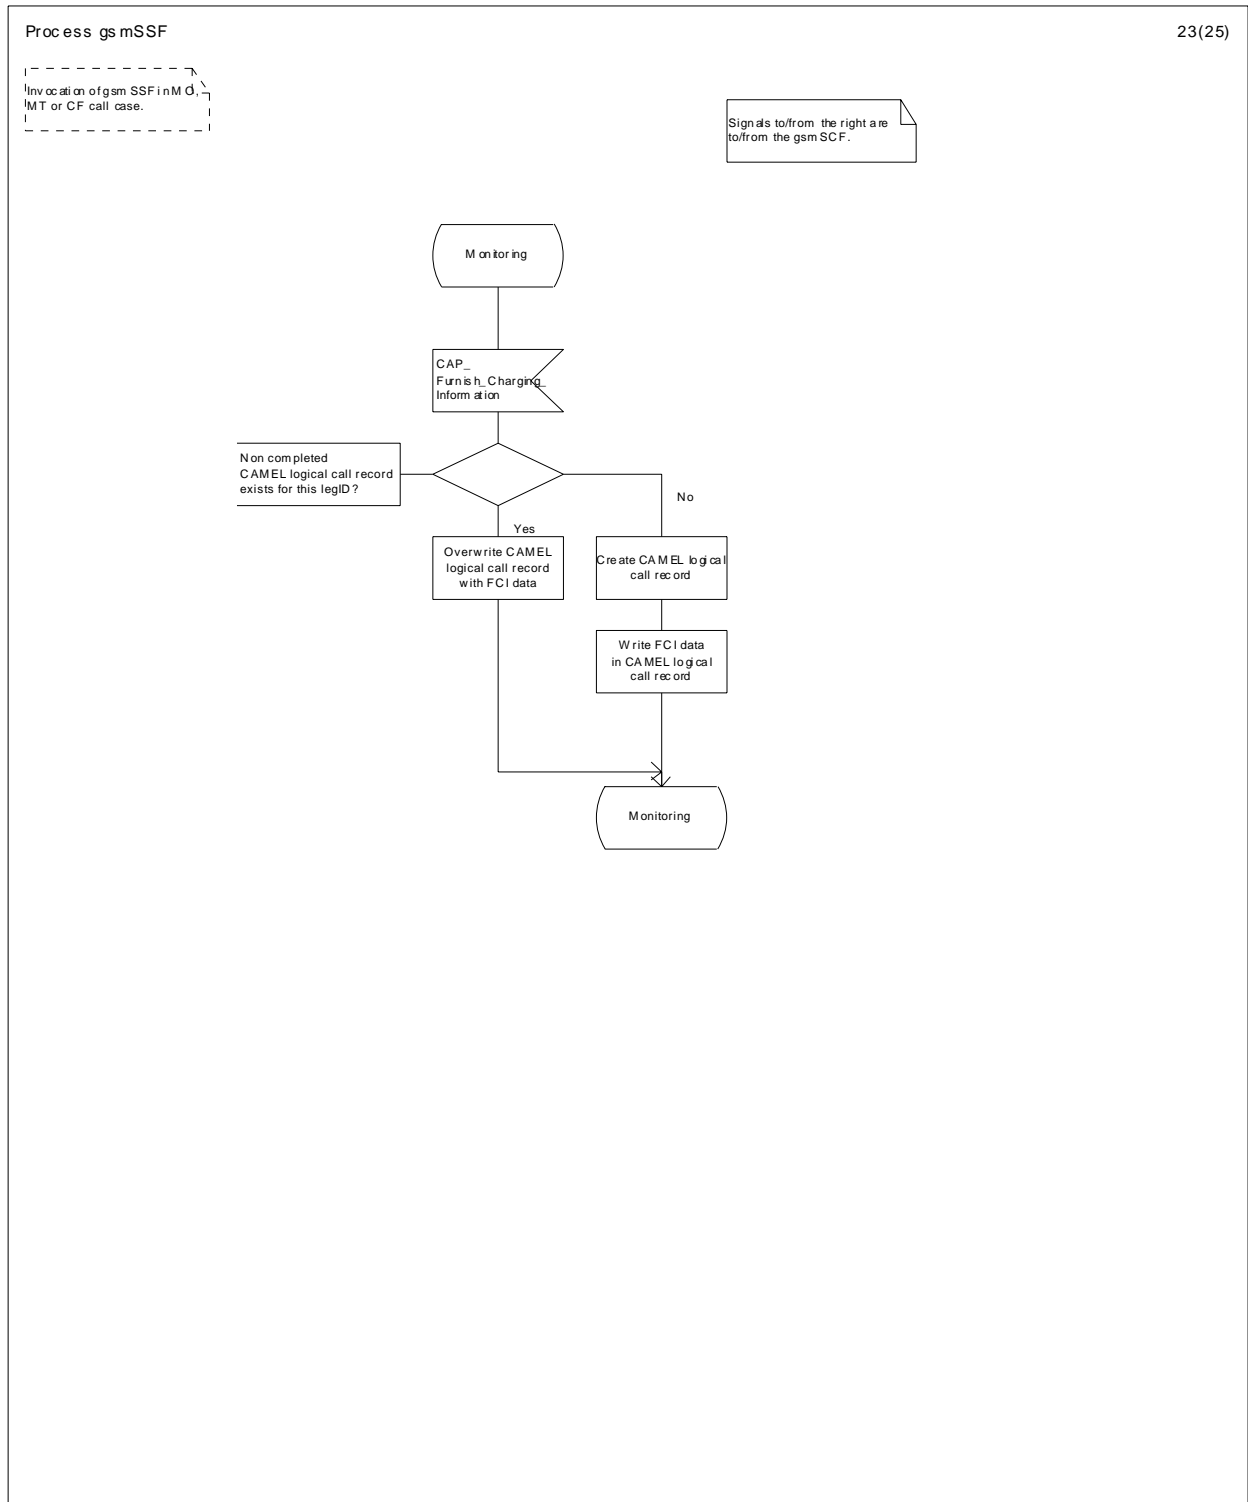 Process gsmSSF
23(25)
Invocation of gsm SSF in MO,
MT or CF call case.
Signals to/from the right are
to/from the gsmSCF.
Monitoring
CAP_
Furnish_Charging_
Information
Non completed
CAMEL logical call record
exists for this legID?
No
Yes
Overwrite CAMEL
logical call record
with FCI data
Create CAMEL logical
call record
Write FCI data
in CAMEL logical
call record
Monitoring